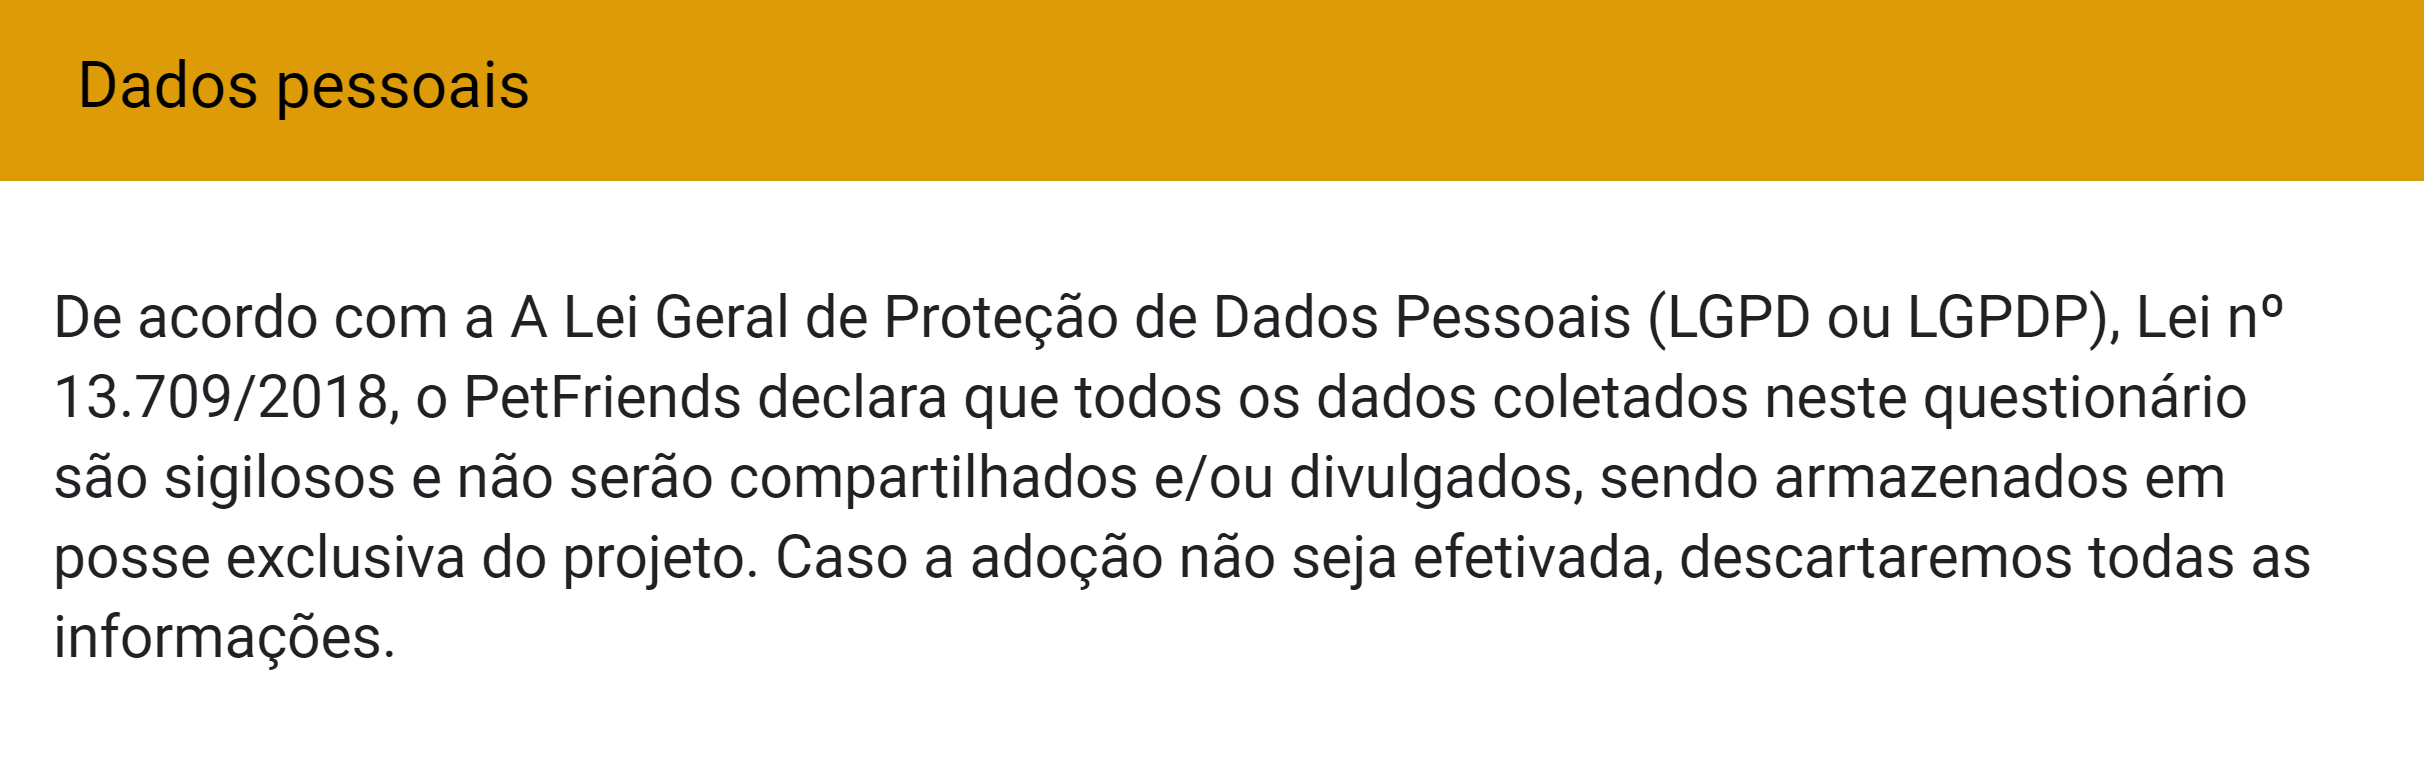 Dados pessoais
De acordo com a A Lei Geral de Proteção de Dados Pessoais (LGPD ou LGPDP), Lei nº
13.709/2018, o PetFriends declara que todos os dados coletados neste questionário
são sigilosos e não serão compartilhados e/ou divulgados, sendo armazenados em
posse exclusiva do projeto. Caso a adoção não seja efetivada, descartaremos todas as
informações.